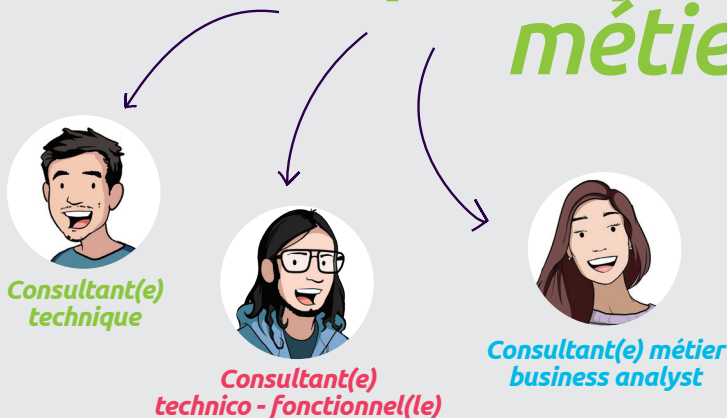 métie
Consultant(e)
technique
Consultant(e)
technico - fonctionnel(le)
Consultant(e) métier
business analyst